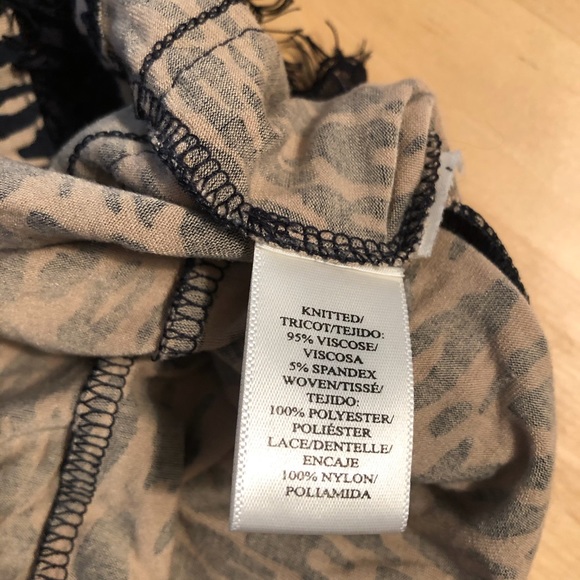 KNITTED/
TRICOT/TEJIDO:
95% VISCOSE/
VISCOSA
5% SPANDEX
WOVEN/TISSÉ/
TEJIDO:
100% POLYESTER/
POLIÉSTER
LACE/DENTELLE/
ENCAJE
100% NYLON/
POLIAMIDA